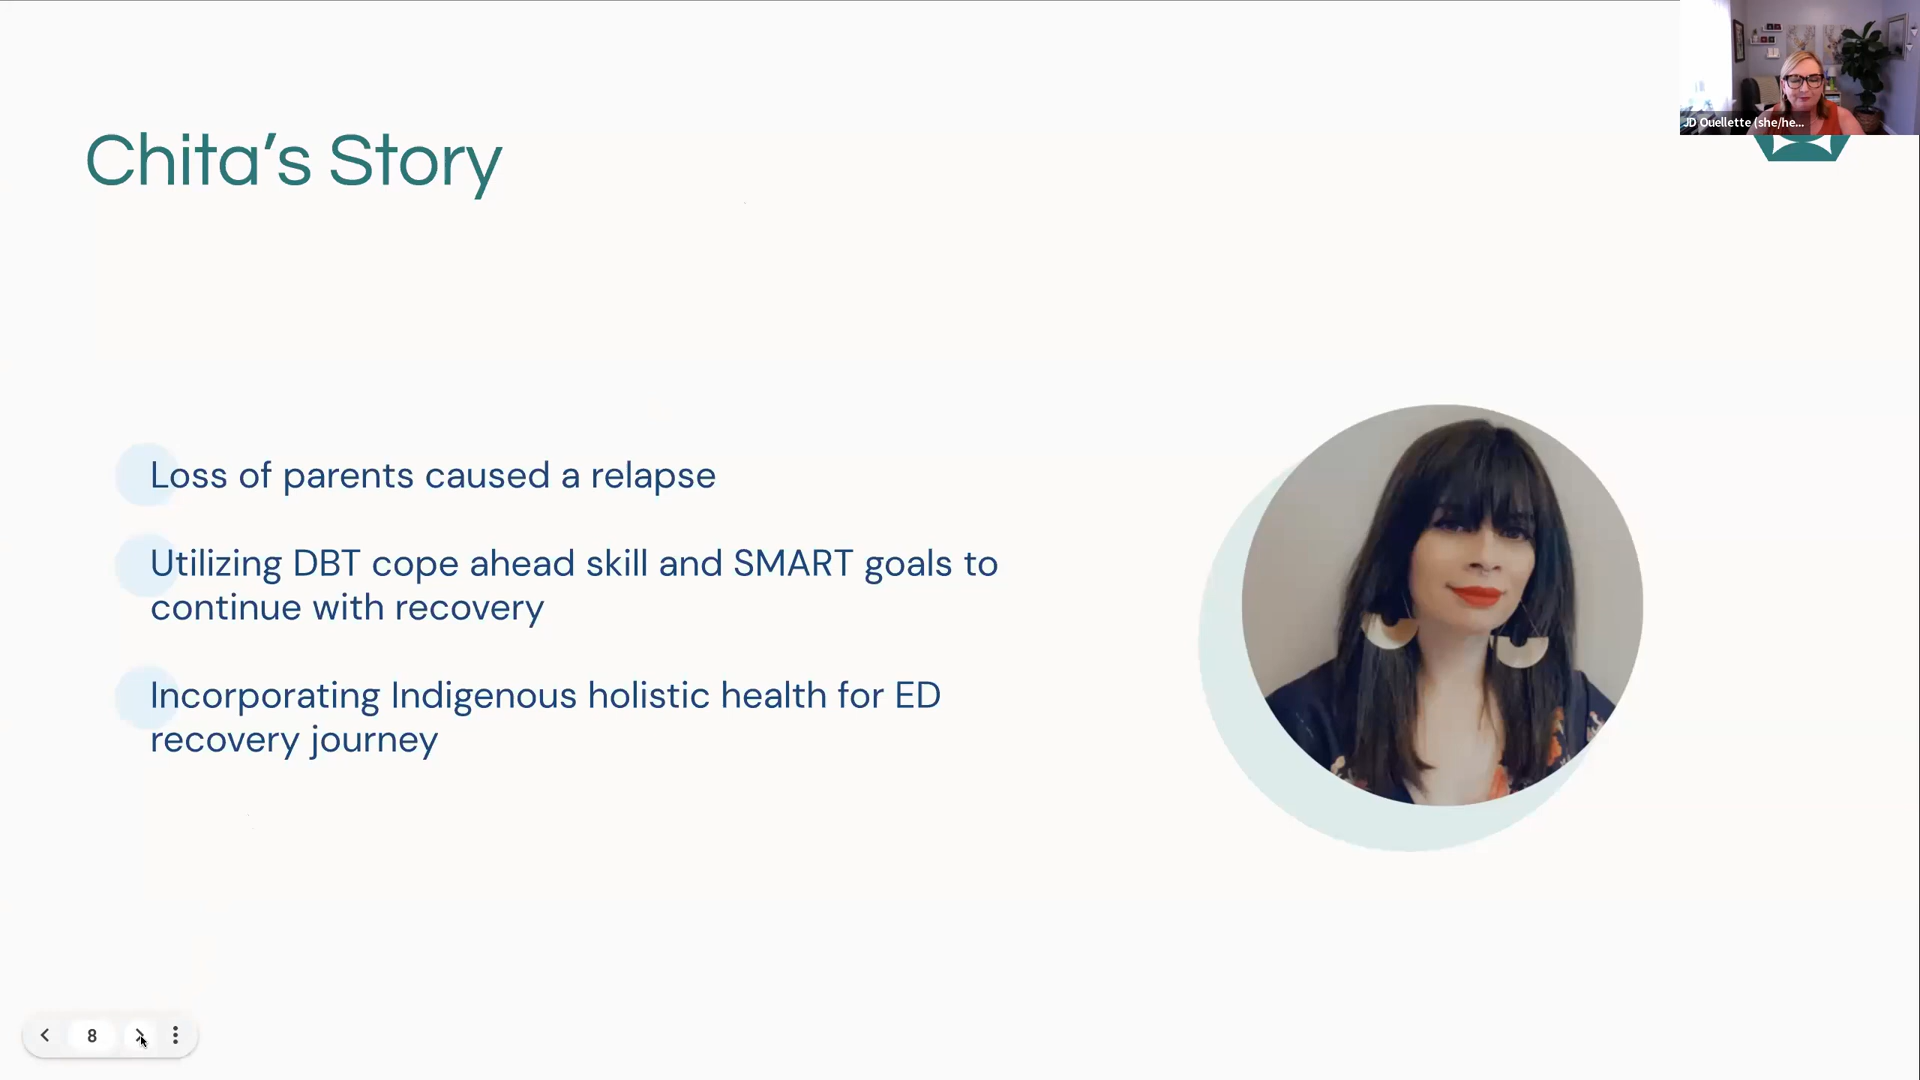 JD Ouellette (she/he...
Chita's Story
Loss of parents caused a relapse
Utilizing DBT cope ahead skill and SMART goals to
continue with recovery
Incorporating Indigenous holistic health for ED
recovery journey
8